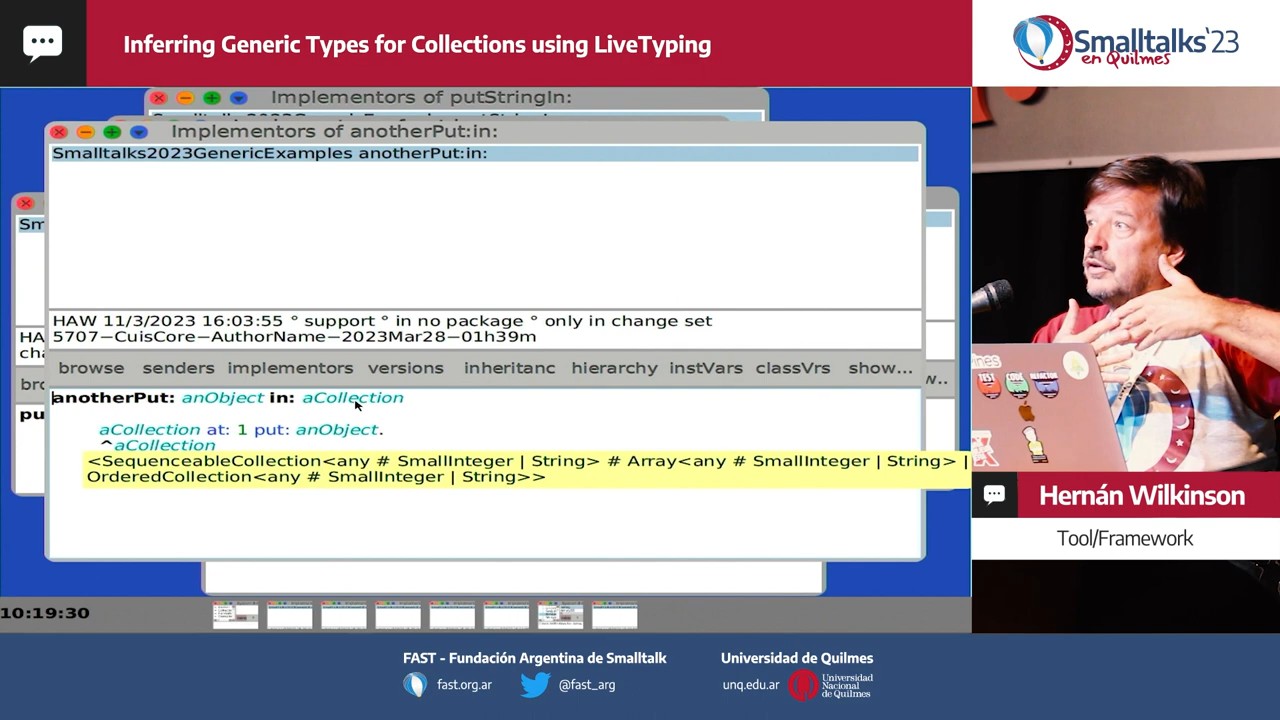 Inferring Generic Types for Collections using LiveTyping
Smalltalks'23
en Quilmes
Implementors of putStringIn:
Implementors of anotherPut:in:
Smalltalks2023GenericExamples anotherPut:in:
Sm
HAW 11/3/2023 16:03:55 ° support ° in no package ° only in change set
5707-CuisCore-AuthorName-2023Mar28-01h39m
HA
cha
browse senders implementors versions inheritanc hierarchy instVars classVrs show...
bro
w..
anotherPut: anObject in: aCollection
pu
aCollection at: 1 put: anObject.
^aCollection
<SequenceableCollection<any # SmallInteger | String> # Array<any # SmallInteger | String> |
OrderedCollection<any # SmallInteger | String>>
TEST
CODE
REFACTOR
Hernán Wilkinson
Tool/Framework
10:19:30
FAST - Fundación Argentina de Smalltalk
fast.org.ar
@fast_arg
Universidad de Quilmes
unq.edu.ar
Universidad
Nacional
de Quilmes